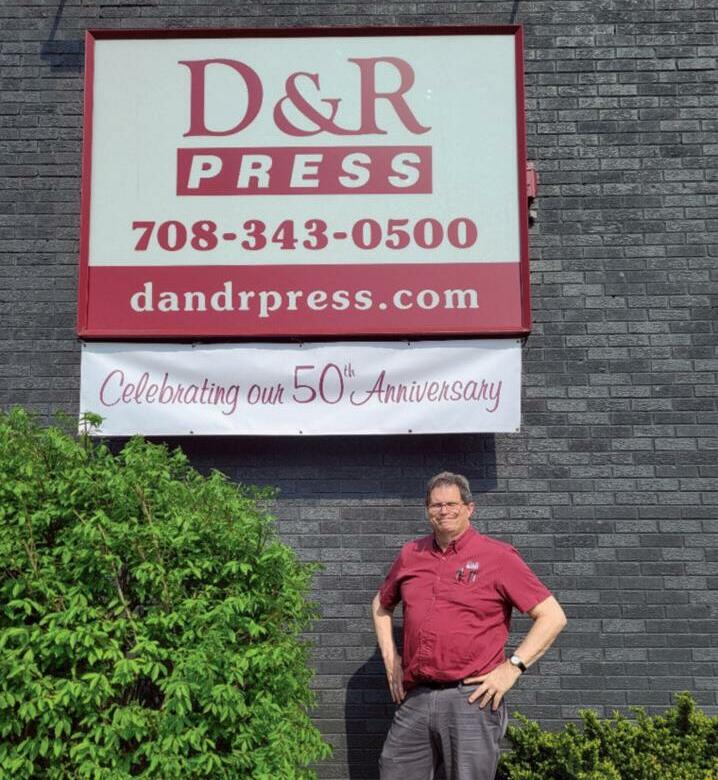 D&R
PRESS
708-343-0500
dandrpress.com
Celebrating our 50th Anniversary